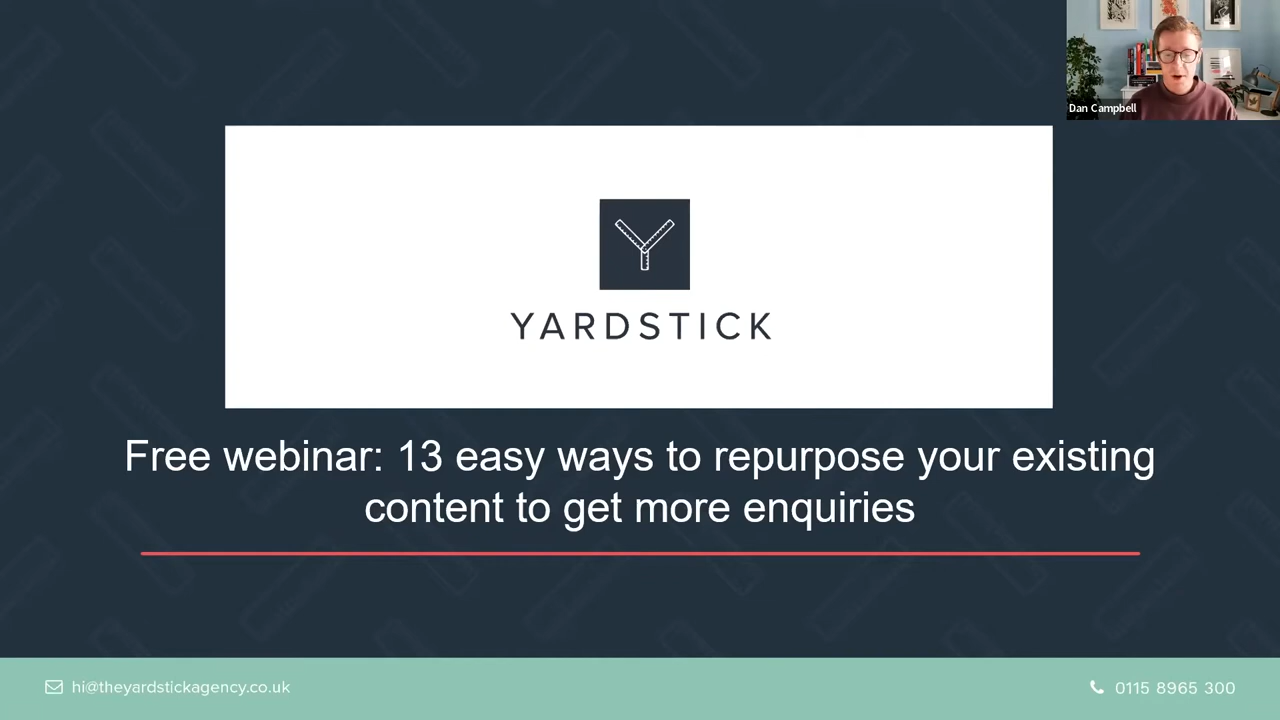 Dan Campbell
YARDSTICK
Free webinar: 13 easy ways to repurpose your existing
content to get more enquiries
hi@theyardstickagency.co.uk
0115 8965 300